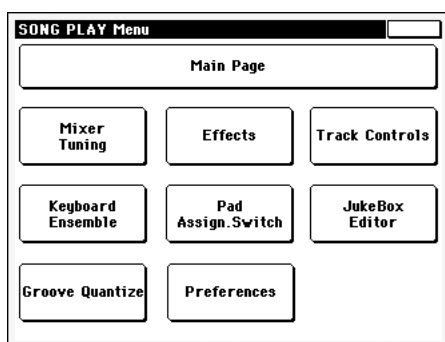 SONG PLAY Menu
Main Page
Mixer
Tuning
Effects
Track Controls
Keyboard
Ensemble
Pad
Assign.Switch
JukeBox
Editor
Groove Quantize
Preferences